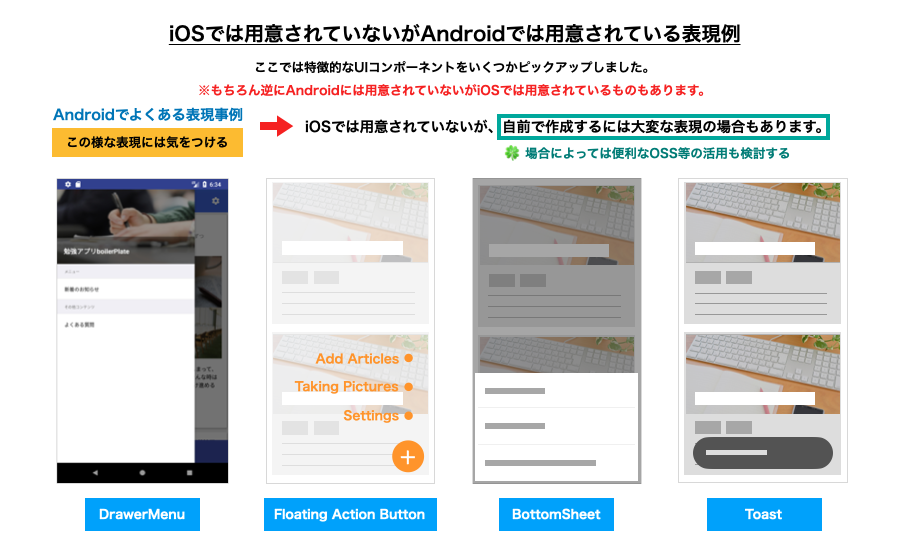 iOSでは用意されていないがAndroidでは用意されている表現例
ここでは特徴的なUIコンポーネントをいくつかピックアップしました。
※もちろん逆にAndroidには用意されていないがiOSでは用意されているものもあります。
Androidでよくある表現事例
この様な表現には気をつける
iOSでは用意されていないが、自前で作成するには大変な表現の場合もあります。
場合によっては便利なOSS等の活用も検討する
6:34
勉強アプリboilerPlate
メニュー
新着のお知らせ
その他コンテンツ
よくある質問
Add Articles
Taking Pictures
Settings
DrawerMenu
Floating Action Button
BottomSheet
Toast